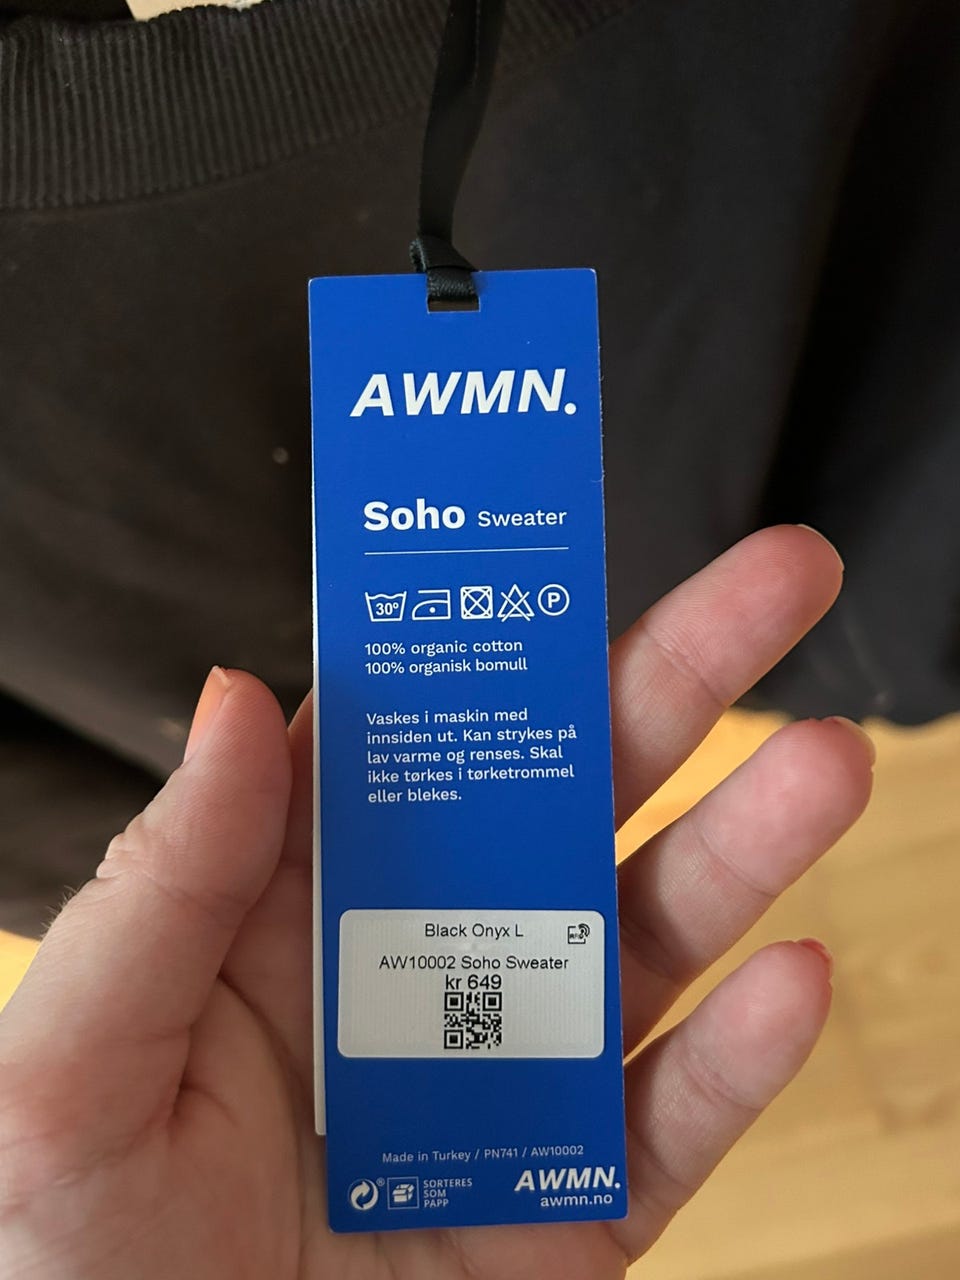 AWMN.
Soho Sweater
30º
P
100% organic cotton
100% organisk bomull
Vaskes i maskin med
innsiden ut. Kan strykes på
lav varme og renses. Skal
ikke tørkes i tørketrommel
eller blekes.
Black Onyx L
AW10002 Soho Sweater
kr 649
Made in Turkey / PN741 / AW10002
®
SORTERES
SOM
PAPP
AWMN.
awmn.no